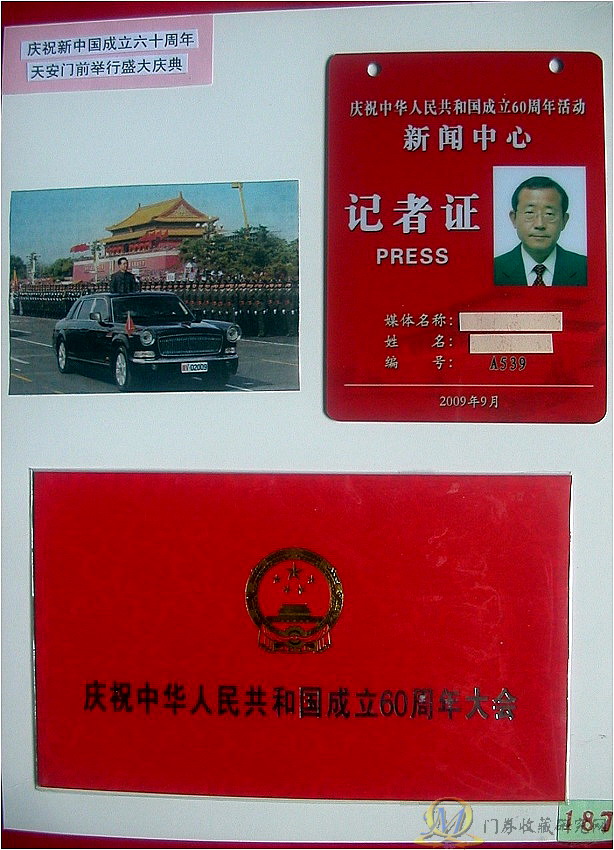 庆祝新中国成立六十周年
天安门前举行盛大庆典
庆祝中华人民共和国成立60周年活动
新闻中心
记者证
PRESS
媒体名称：
姓 名：
编 号： A539
2009年9月
庆祝中华人民共和国成立60周年大会
门券收藏研究网
187